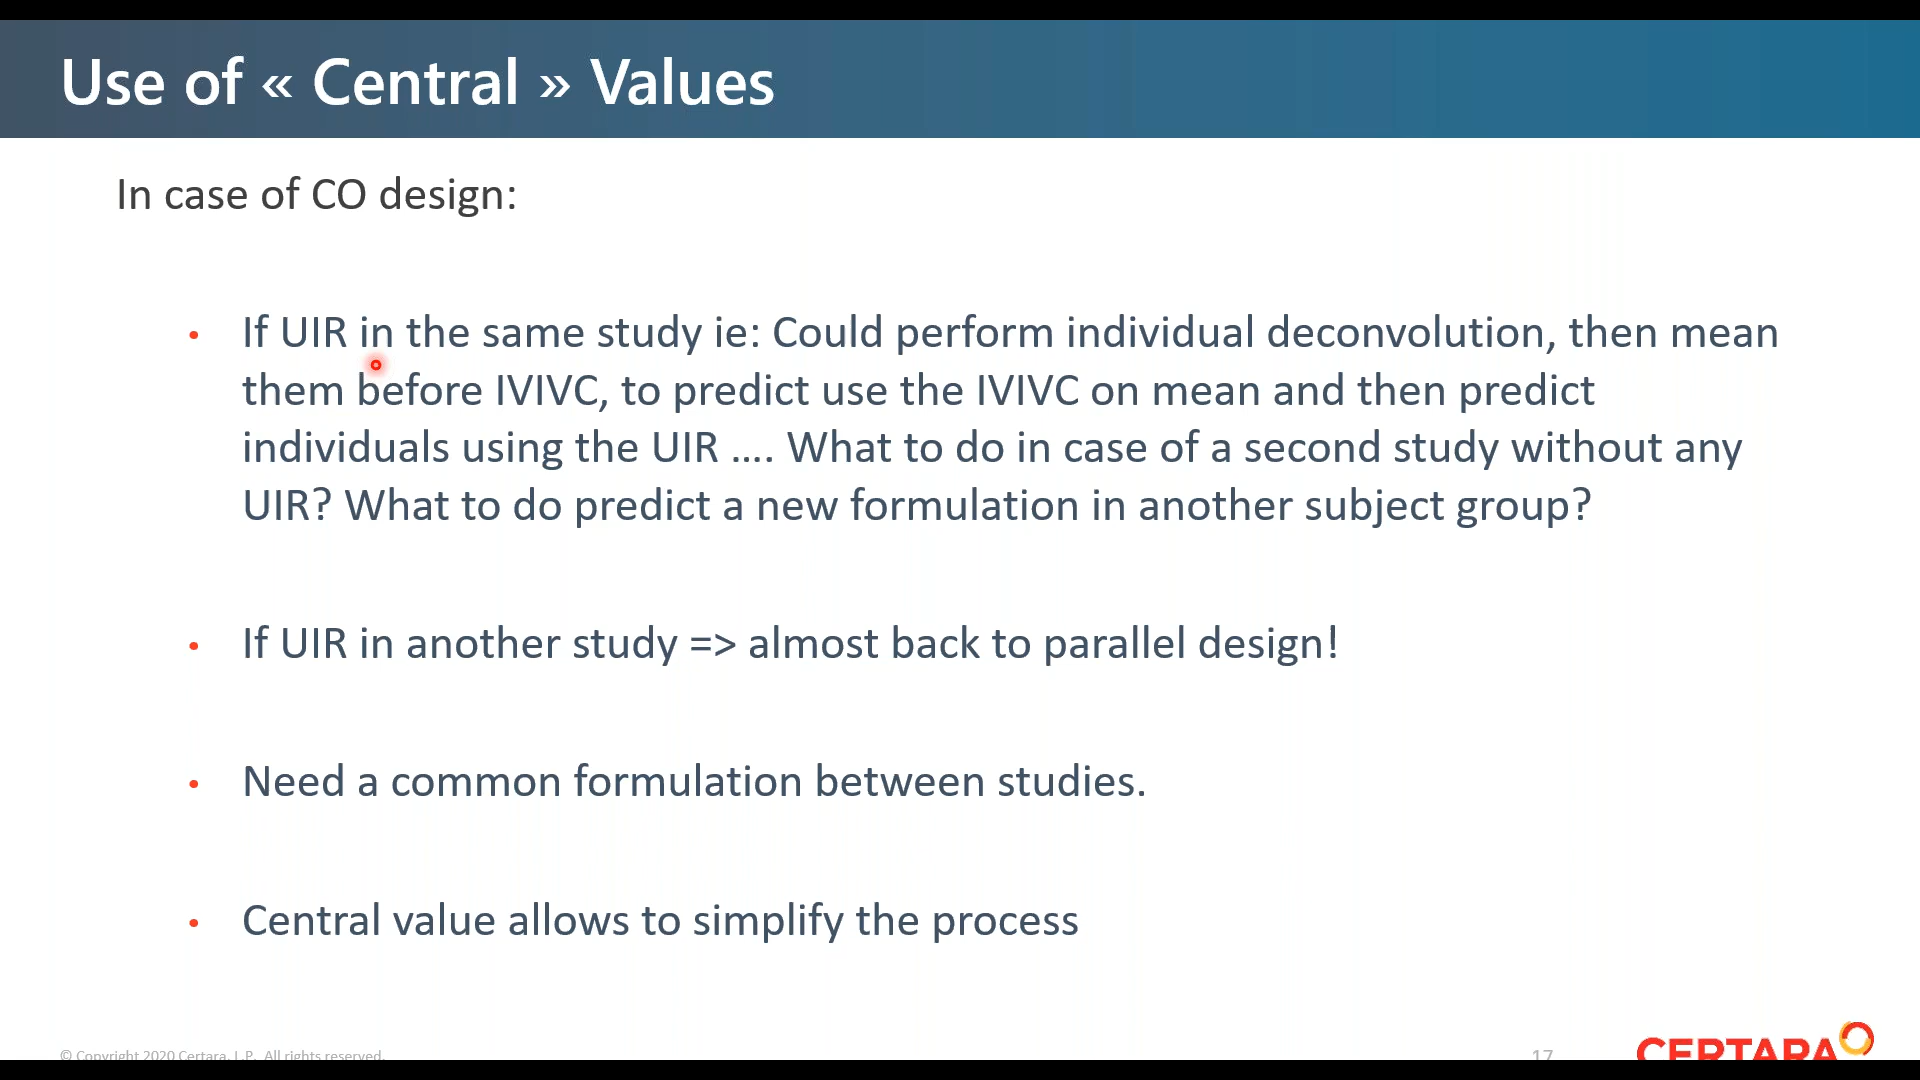 Use of « Central » Values
In case of CO design:
• If UIR in the same study ie: Could perform individual deconvolution, then mean
them before IVIVC, to predict use the IVIVC on mean and then predict
individuals using the UIR .... What to do in case of a second study without any
UIR? What to do predict a new formulation in another subject group?
• If UIR in another study => almost back to parallel design!
• Need a common formulation between studies.
• Central value allows to simplify the process
© Copyright 2020 Certara, L.P. All rights reserved.
17
CERTARA